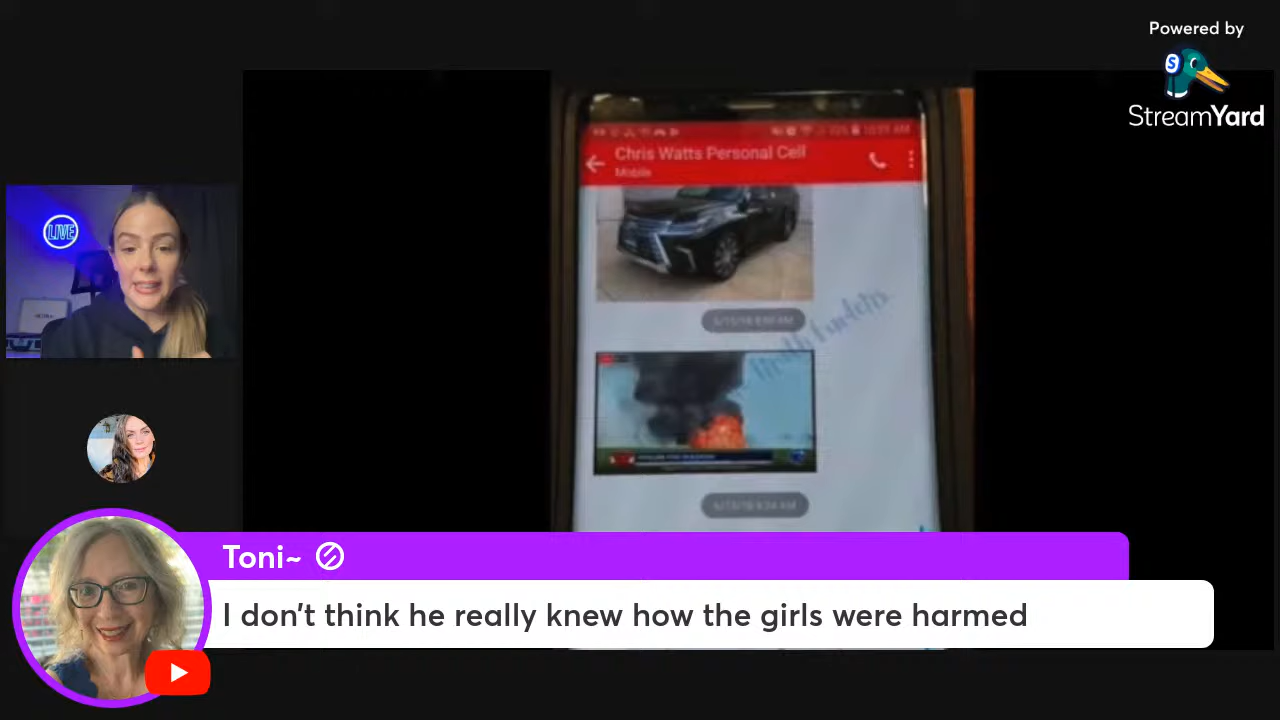 Powered by
StreamYard
LIVE
Chris Watts Personal Cell
Mobile
Toni~
I don't think he really knew how the girls were harmed